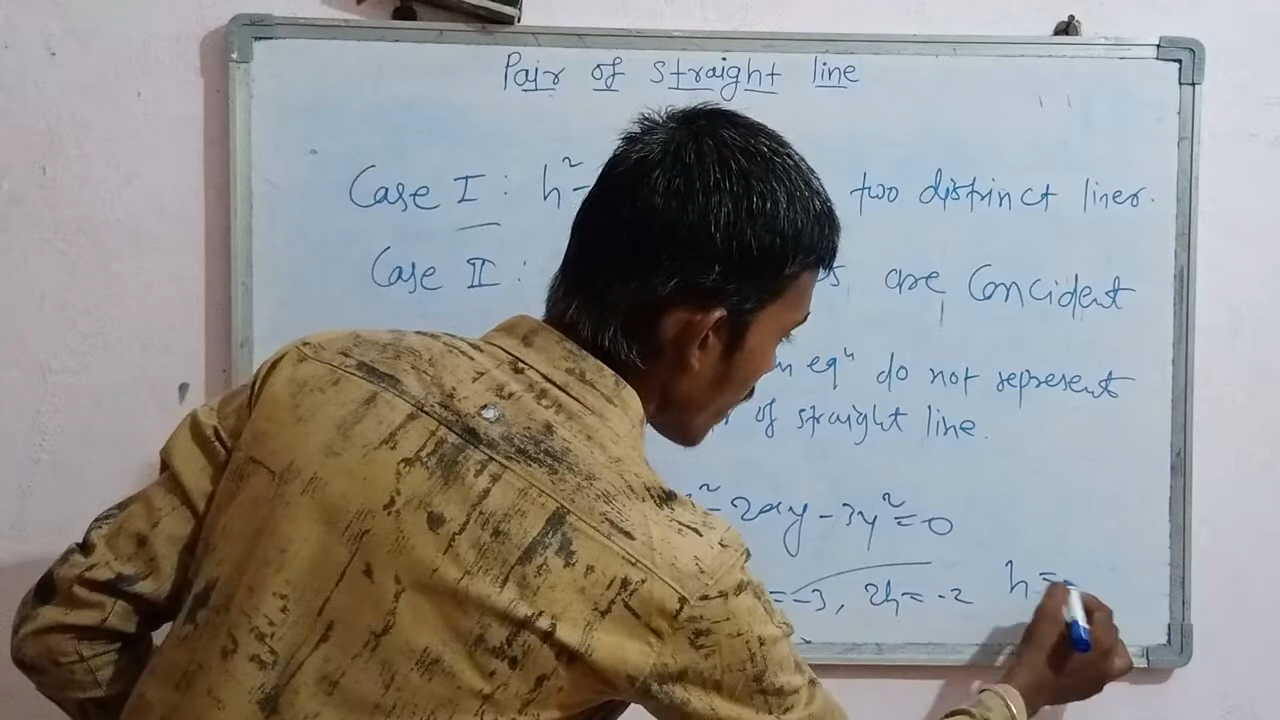 Pair of straight line
Case I : h² two distinct lines.
Case II : are Concident
eqⁿ do not represent
of straight line.
² - 2xy - 3y² = 0
= -3, 2h = -2 h =